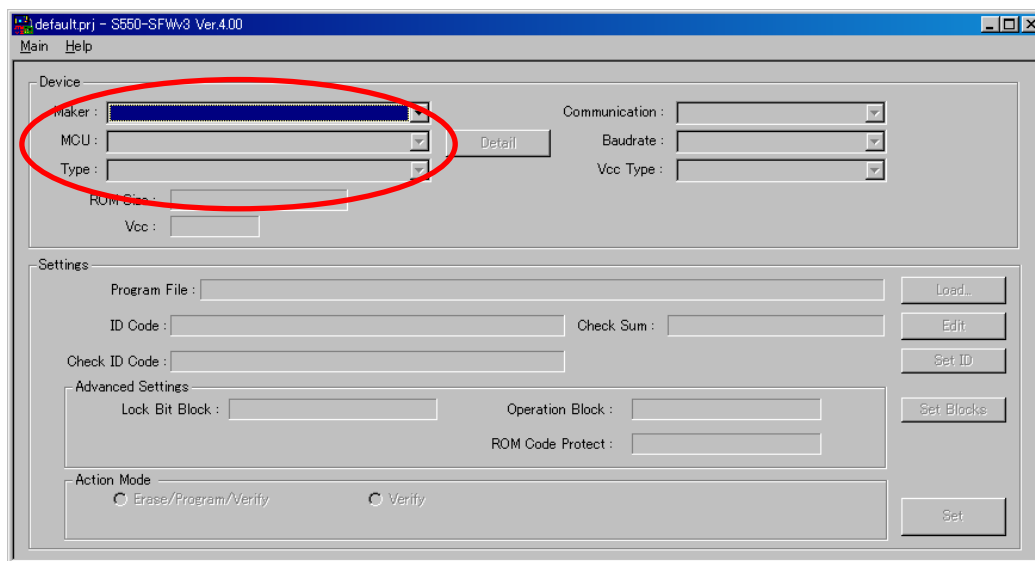 default.prj - S550-SFWv3 Ver.4.00
Main Help
Device
Maker : Communication :
MCU : Detail Baudrate :
Type : Vcc Type :
ROM Size :
Vcc :
Settings
Program File : Load...
ID Code : Check Sum : Edit
Check ID Code : Set ID
Advanced Settings
Lock Bit Block : Operation Block : Set Blocks
ROM Code Protect :
Action Mode
Erase/Program/Verify Verify
Set